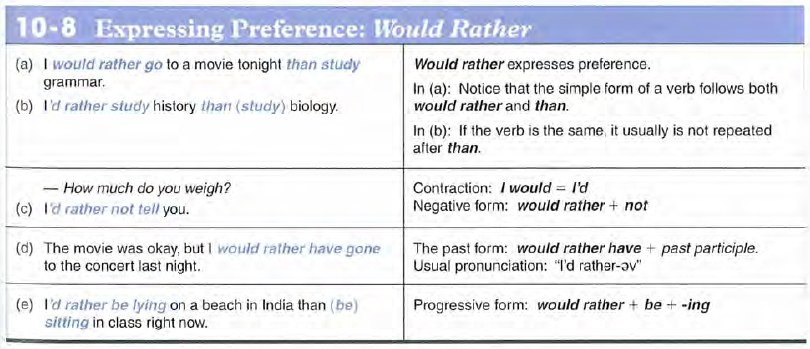 10-8 Expressing Preference: Would Rather
(a) I would rather go to a movie tonight than study
grammar.
(b) I'd rather study history than (study) biology.
Would rather expresses preference.
In (a): Notice that the simple form of a verb follows both
would rather and than.
In (b): If the verb is the same, it usually is not repeated
after than.
— How much do you weigh?
(c) I'd rather not tell you.
Contraction: I would = I'd
Negative form: would rather + not
(d) The movie was okay, but I would rather have gone
to the concert last night.
The past form: would rather have + past participle.
Usual pronunciation: "I'd rather-əv"
(e) I'd rather be lying on a beach in India than (be)
sitting in class right now.
Progressive form: would rather + be + -ing